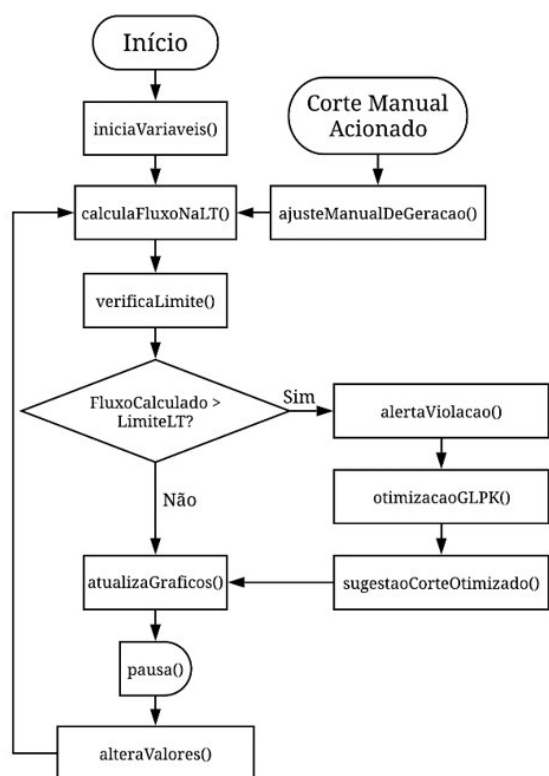 Início
iniciaVariaveis()
Corte Manual
Acionado
calculaFluxoNaLT()
ajusteManualDeGeracao()
verificaLimite()
FluxoCalculado >
LimiteLT?
Sim
alertaViolacao()
otimizacaoGLPK()
Não
atualizaGraficos()
sugestaoCorteOtimizado()
pausa()
alteraValores()